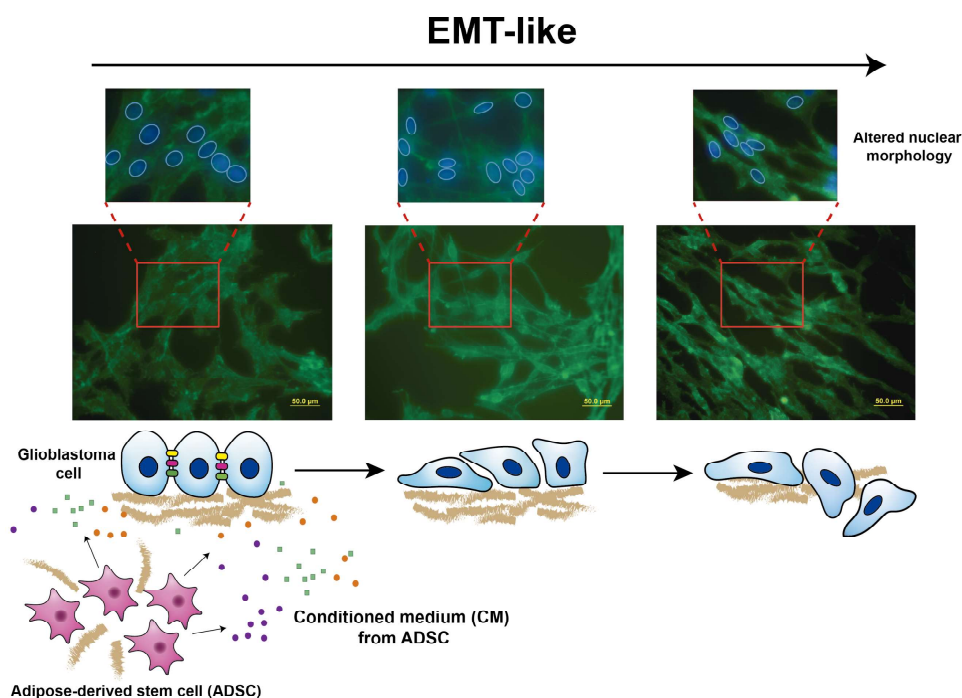 EMT-like
Altered nuclear
morphology
50.0 µm
50.0 µm
50.0 µm
Glioblastoma
cell
Conditioned medium (CM)
from ADSC
Adipose-derived stem cell (ADSC)